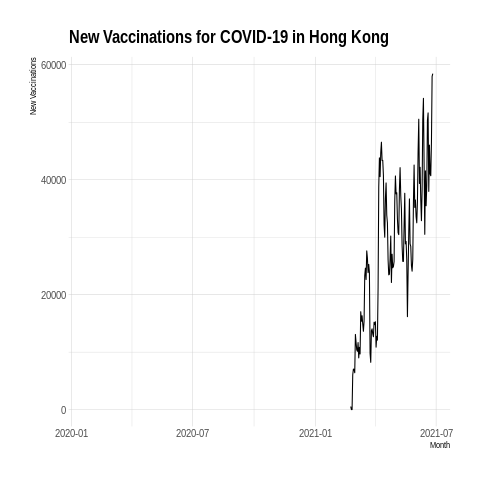 New Vaccinations for COVID-19 in Hong Kong
New Vaccinations
60000
40000
20000
0
2020-01
2020-07
2021-01
2021-07
Month